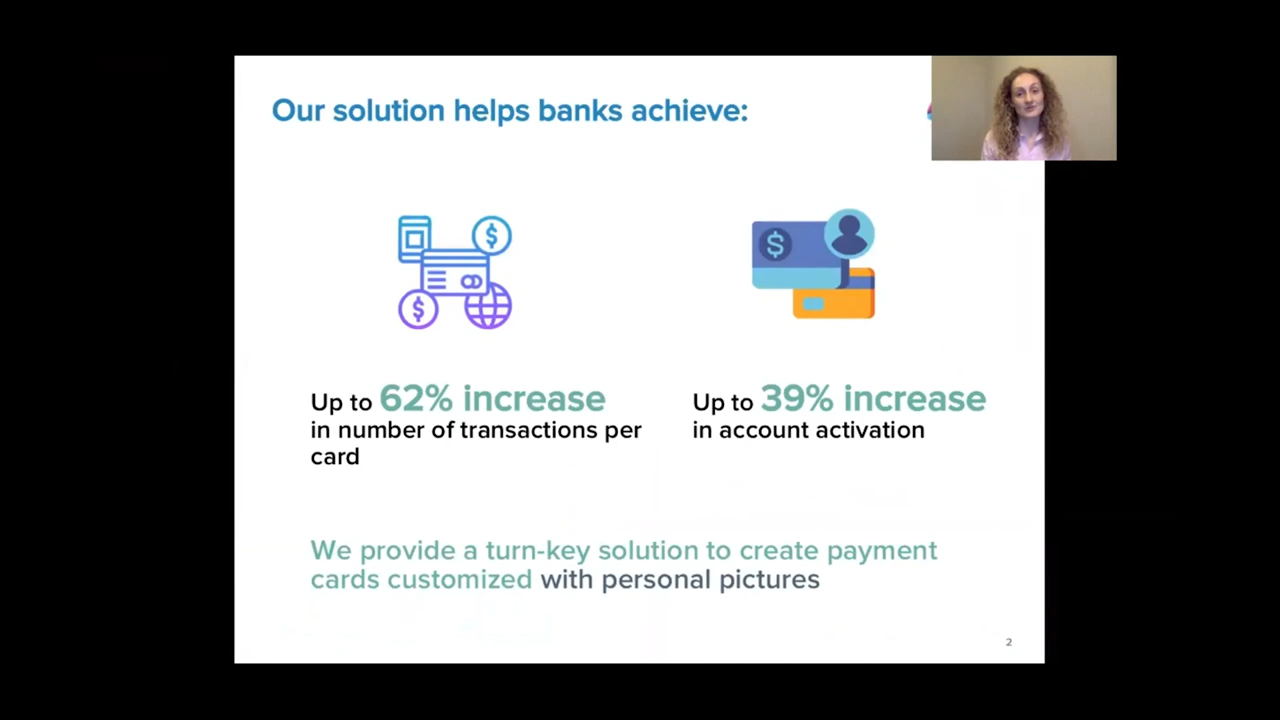 Our solution helps banks achieve:
$
$
$
Up to 62% increase
in number of transactions per
card
Up to 39% increase
in account activation
We provide a turn-key solution to create payment
cards customized with personal pictures
2